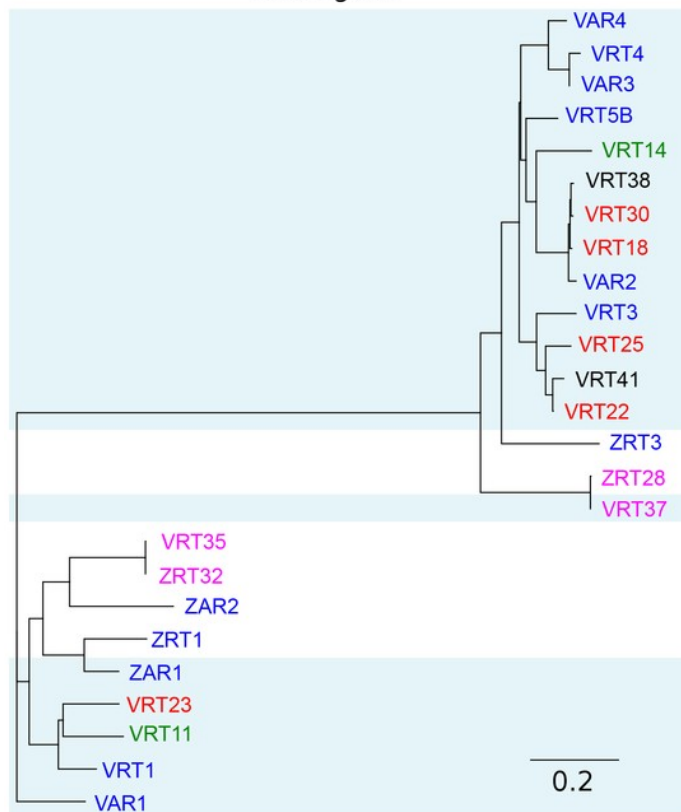 VAR4
VRT4
VAR3
VRT5B
VRT14
VRT38
VRT30
VRT18
VAR2
VRT3
VRT25
VRT41
VRT22
ZRT3
ZRT28
VRT37
VRT35
ZRT32
ZAR2
ZRT1
ZAR1
VRT23
VRT11
VRT1
VAR1
0.2